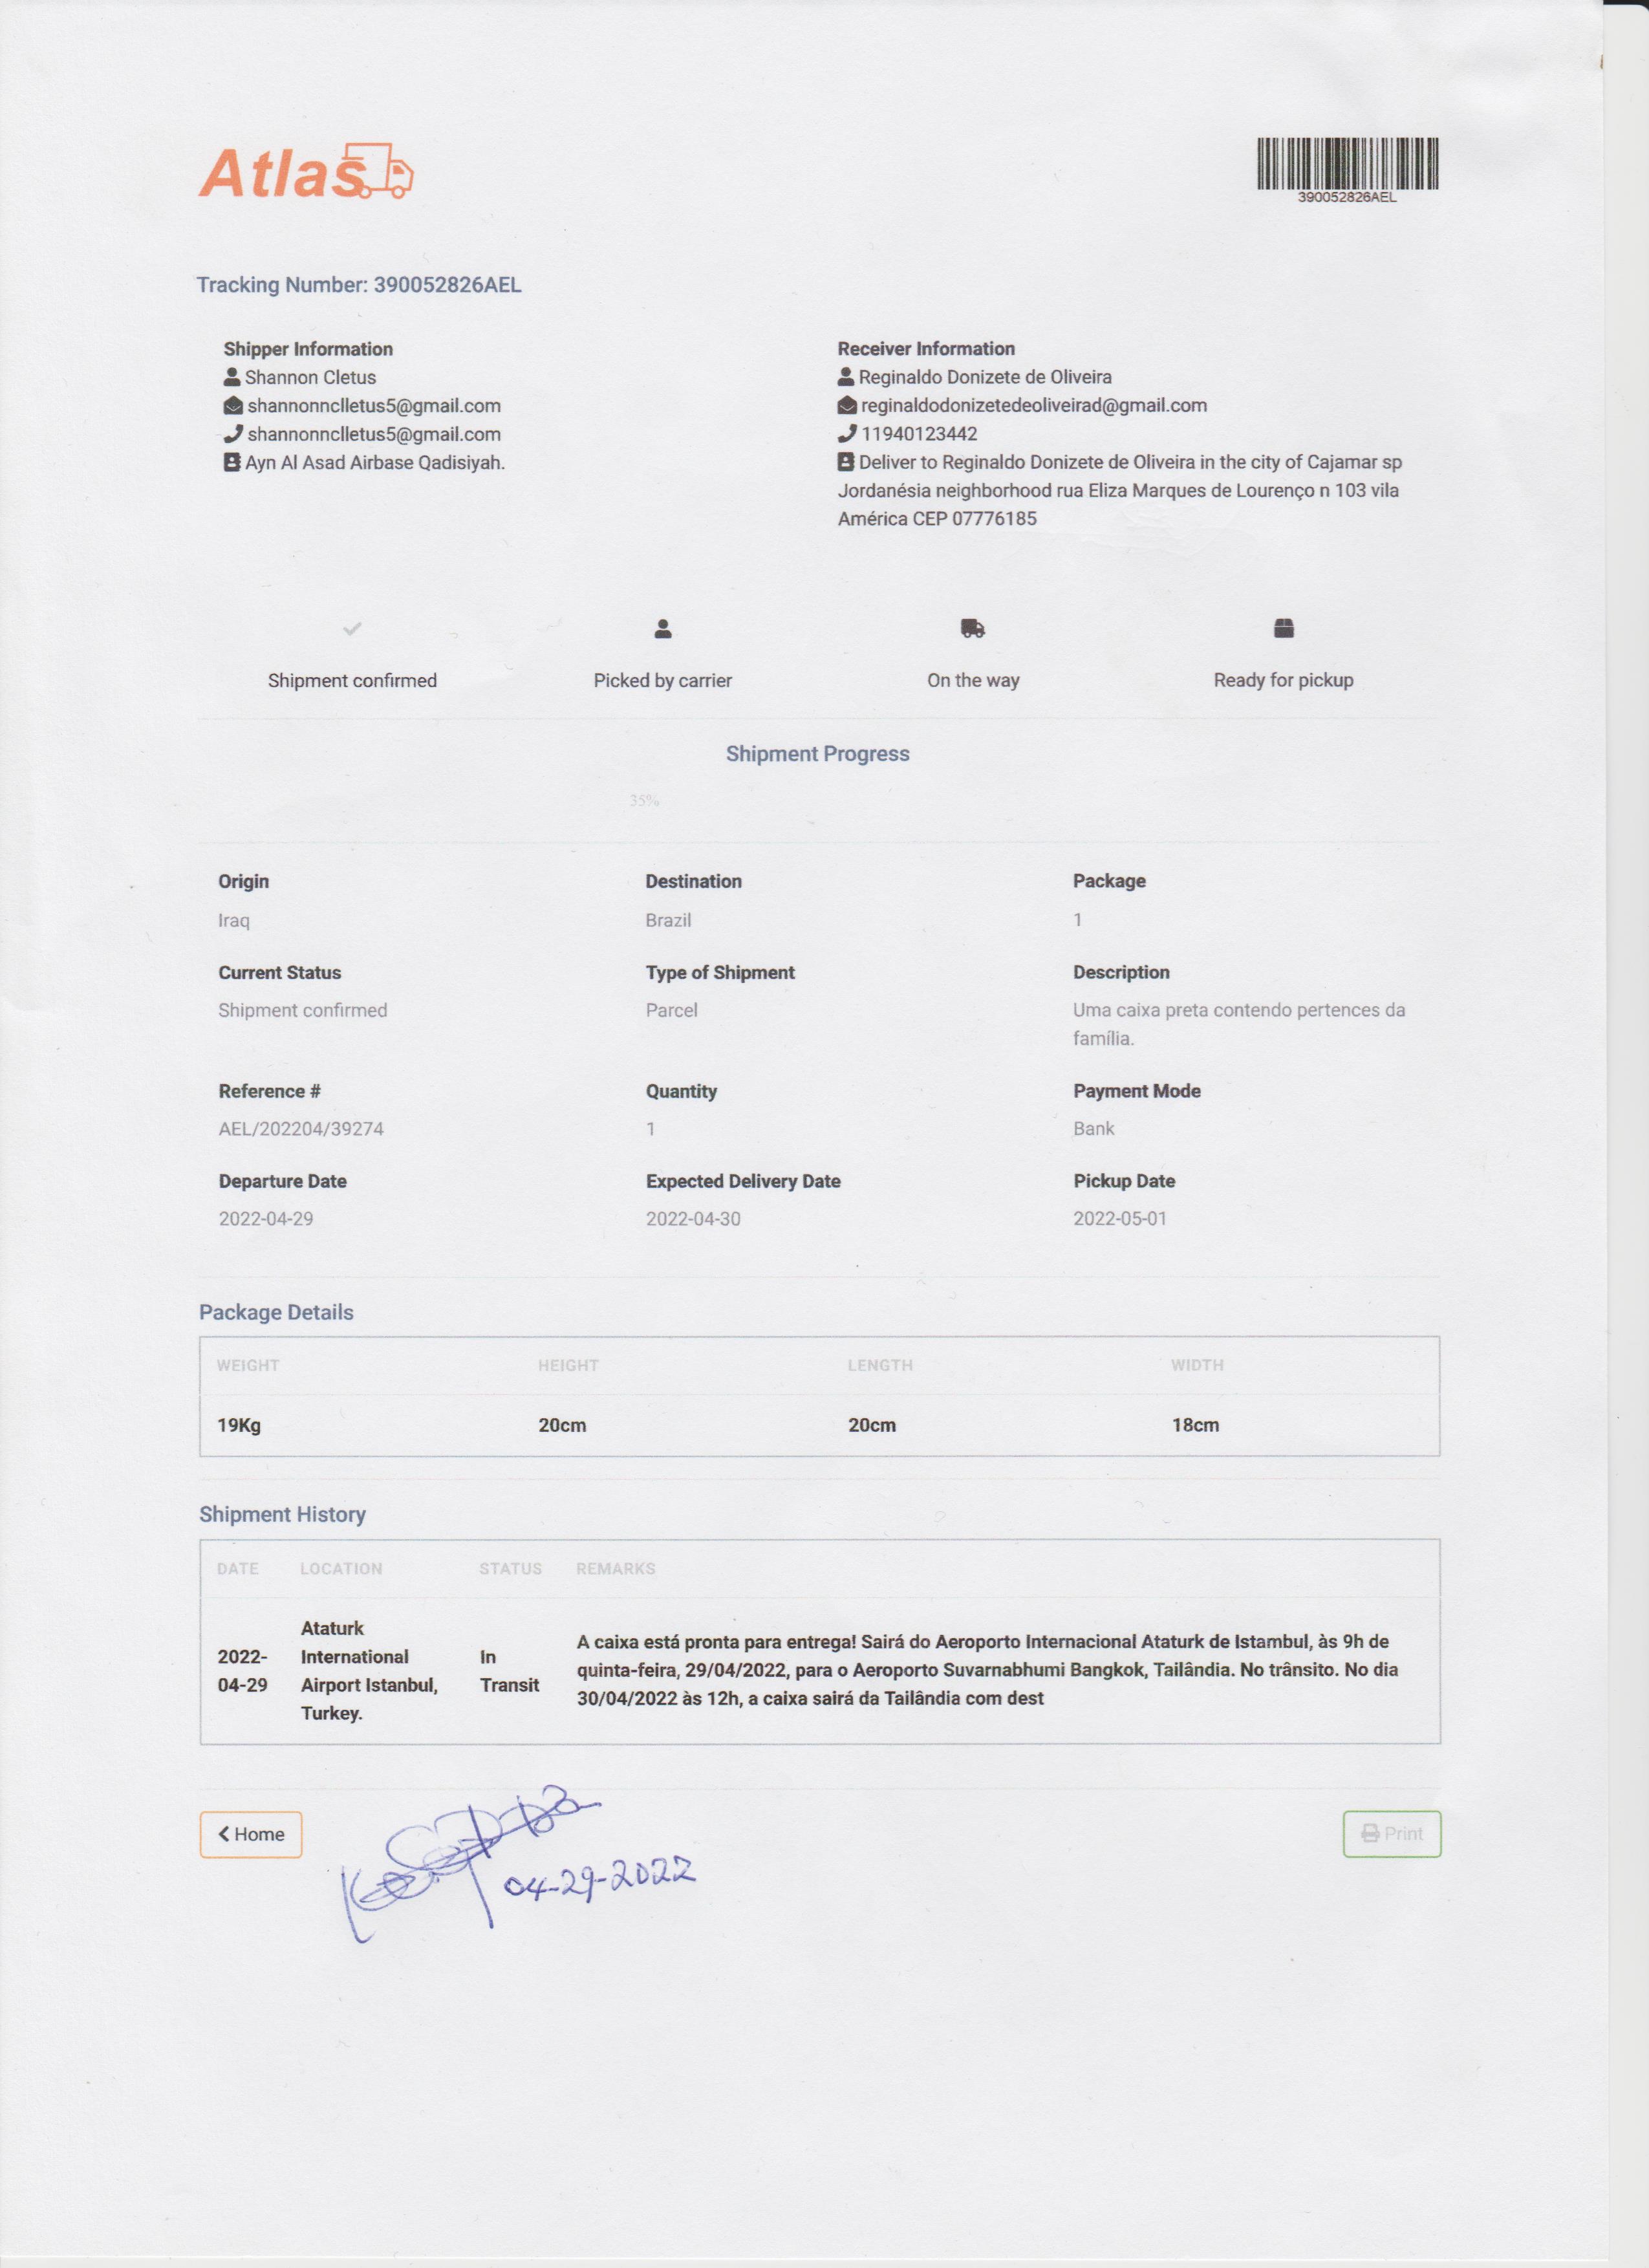 Atlas
390052826AEL
Tracking Number: 390052826AEL
Shipper Information
Shannon Cletus
shannonnclletus5@gmail.com
shannonnclletus5@gmail.com
Ayn Al Asad Airbase Qadisiyah.
Receiver Information
Reginaldo Donizete de Oliveira
reginaldodonizetedeoliveirad@gmail.com
11940123442
Deliver to Reginaldo Donizete de Oliveira in the city of Cajamar sp
Jordanésia neighborhood rua Eliza Marques de Lourenço n 103 vila
América CEP 07776185
Shipment confirmed
Picked by carrier
On the way
Ready for pickup
Shipment Progress
35%
Origin
Destination
Package
Iraq
Brazil
1
Current Status
Type of Shipment
Description
Shipment confirmed
Parcel
Uma caixa preta contendo pertences da
família.
Reference #
Quantity
Payment Mode
AEL/202204/39274
1
Bank
Departure Date
Expected Delivery Date
Pickup Date
2022-04-29
2022-04-30
2022-05-01
Package Details
WEIGHT HEIGHT LENGTH WIDTH
19Kg 20cm 20cm 18cm
Shipment History
DATE LOCATION STATUS REMARKS
2022-
04-29
Ataturk
International
Airport Istanbul,
Turkey.
In
Transit
A caixa está pronta para entrega! Sairá do Aeroporto Internacional Ataturk de Istambul, às 9h de
quinta-feira, 29/04/2022, para o Aeroporto Suvarnabhumi Bangkok, Tailândia. No trânsito. No dia
30/04/2022 às 12h, a caixa sairá da Tailândia com dest
Home
Print
04-29-2022